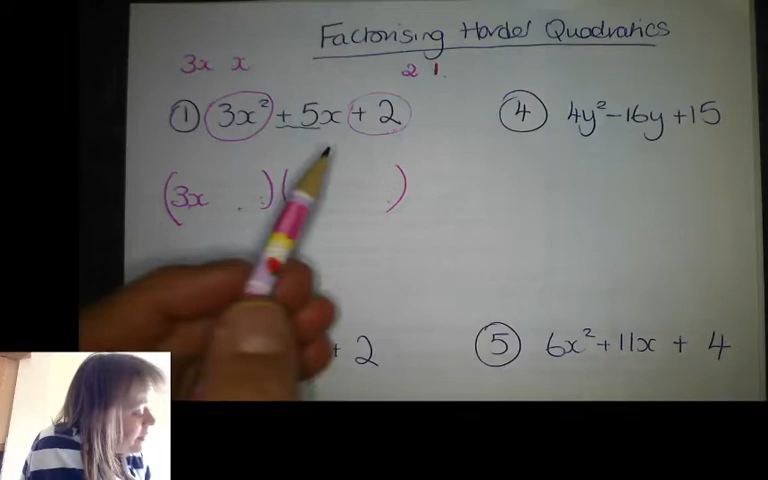 Factorising Harder Quadratics
3x x
2 1.
① 3x² + 5x + 2
(3x )( )
+ 2
④ 4y² - 16y + 15
⑤ 6x² + 11x + 4